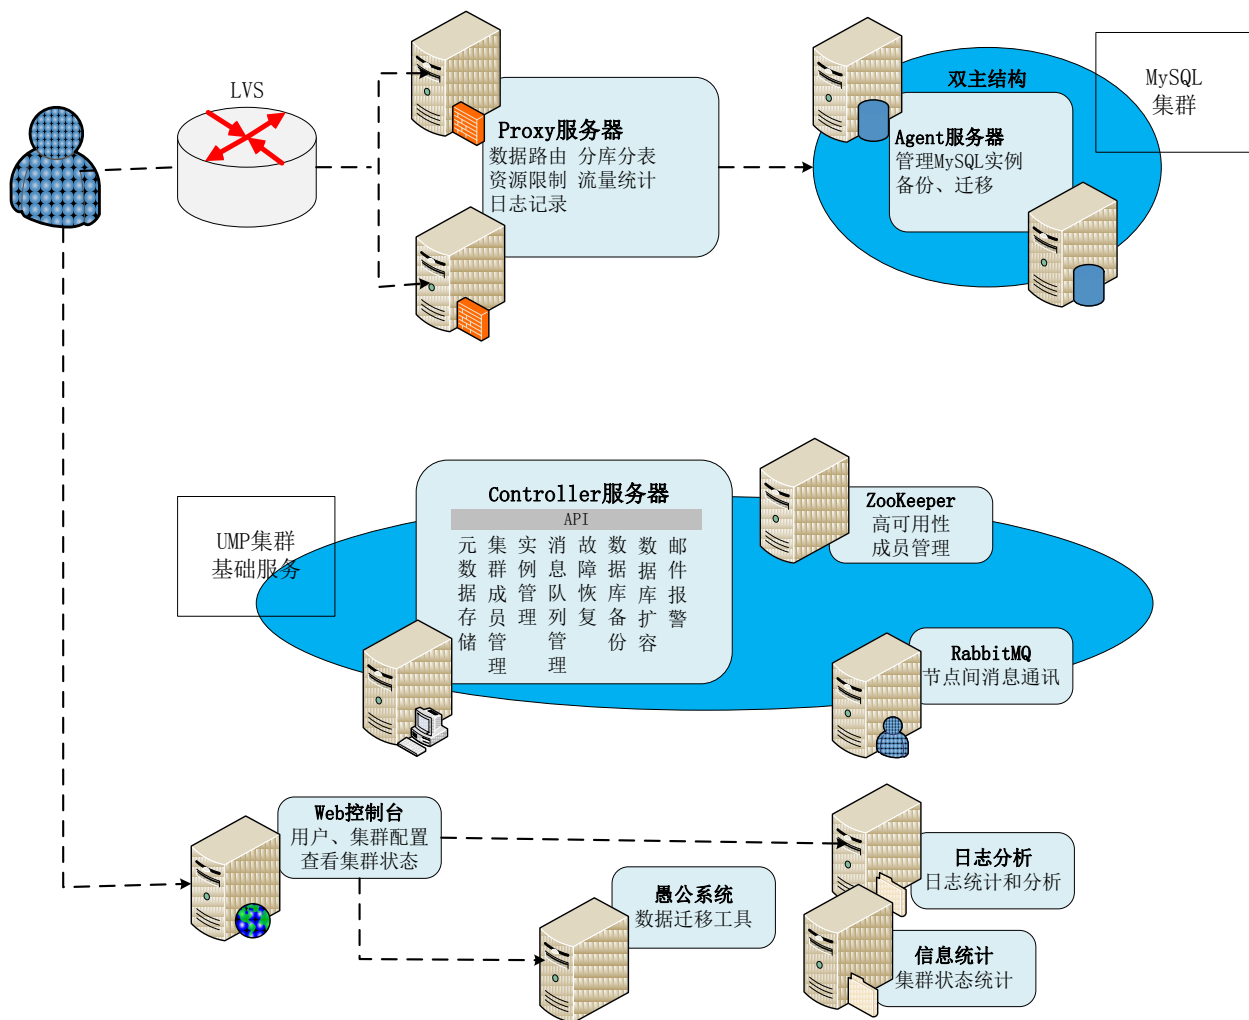 LVS
Proxy服务器
数据路由 分库分表
资源限制 流量统计
日志记录
双主结构
Agent服务器
管理MySQL实例
备份、迁移
MySQL
集群
UMP集群
基础服务
Controller服务器
API
元数据存储
集群成员管理
实例管理
消息队列管理
故障恢复
数据库备份
数据库扩容
邮件报警
ZooKeeper
高可用性
成员管理
RabbitMQ
节点间消息通讯
Web控制台
用户、集群配置
查看集群状态
愚公系统
数据迁移工具
日志分析
日志统计和分析
信息统计
集群状态统计